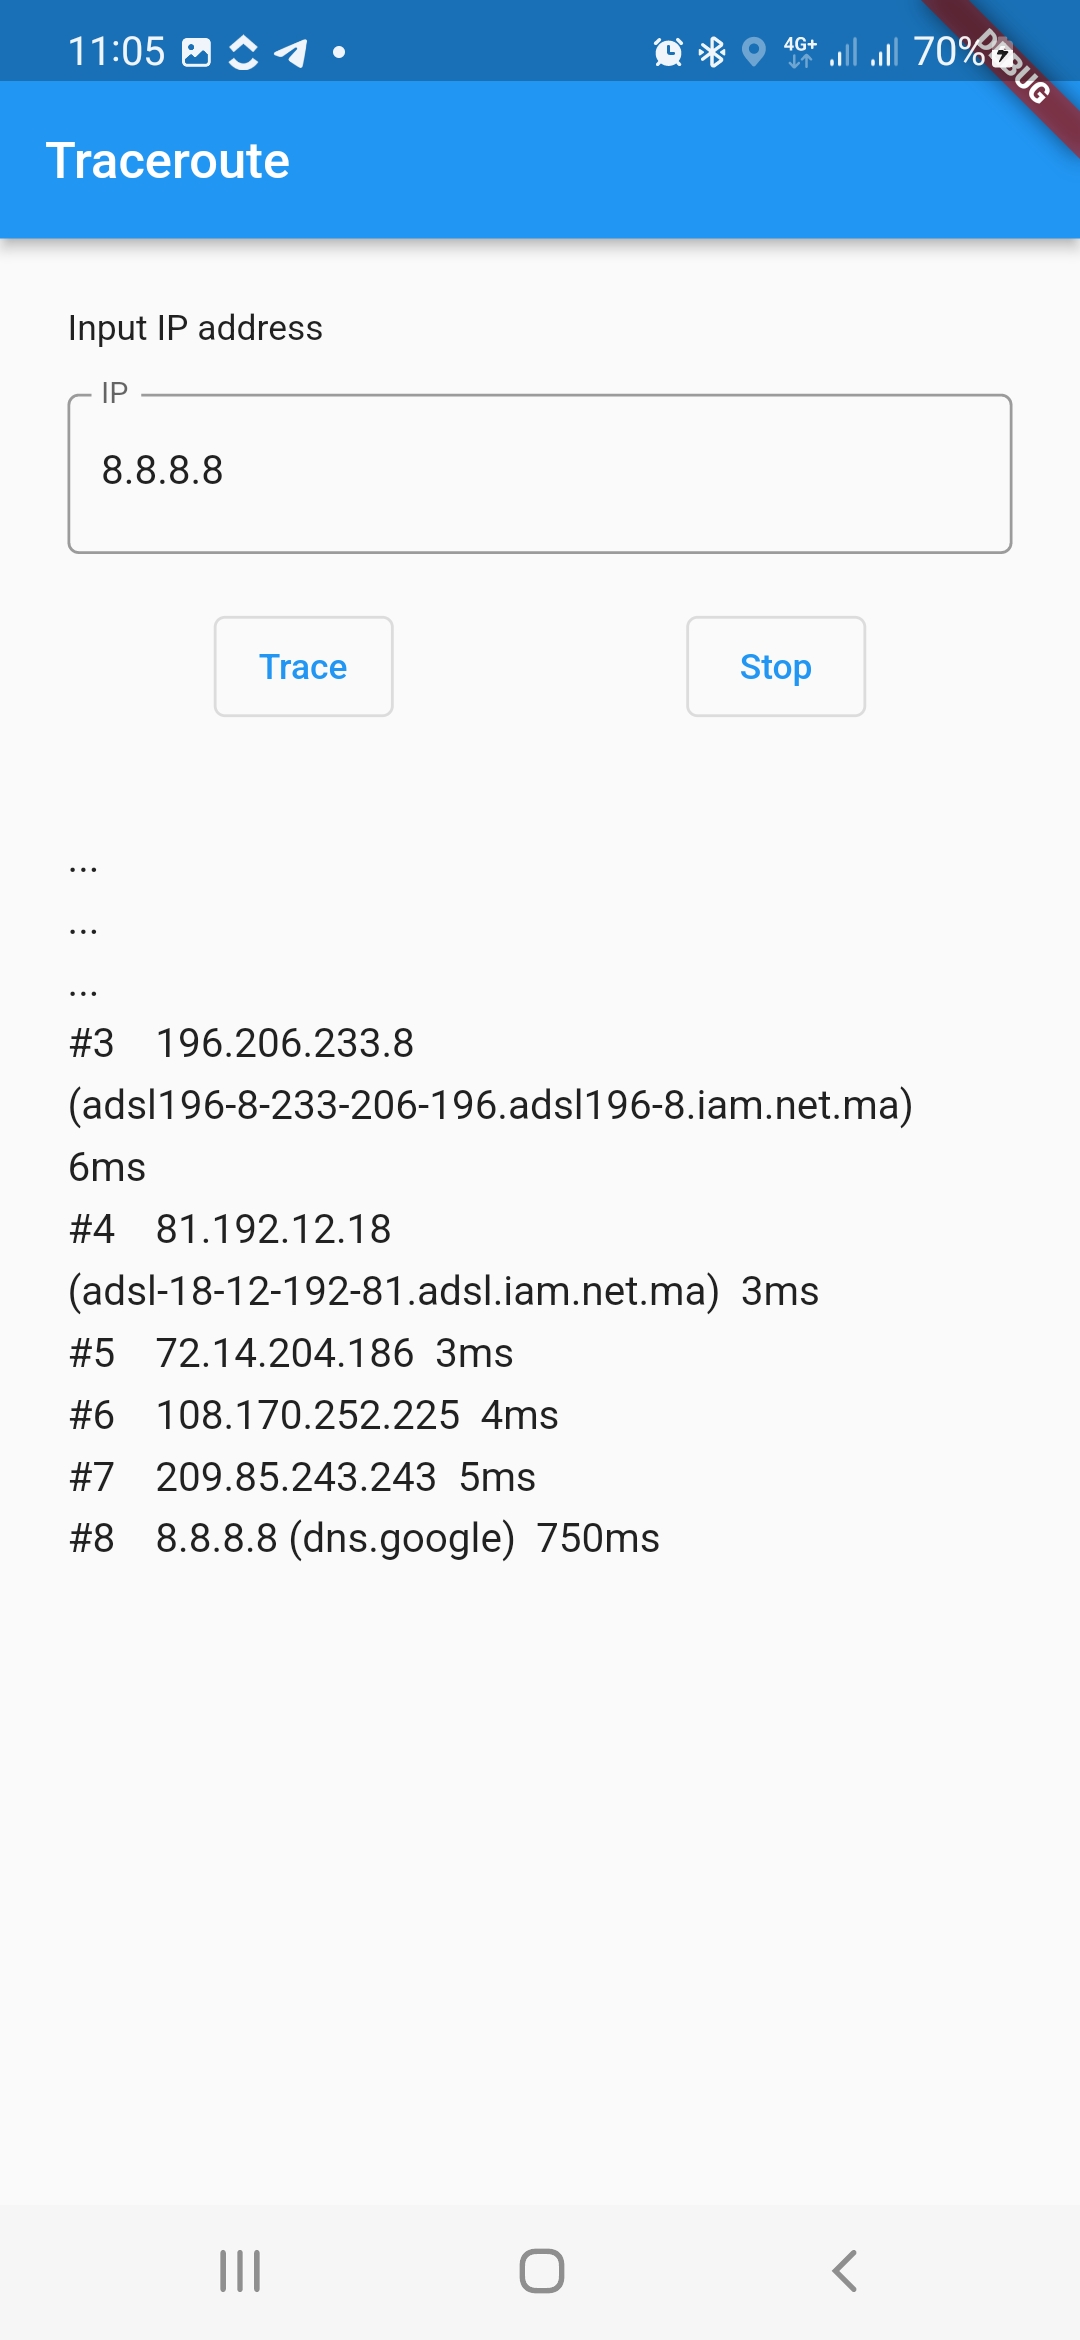 11:05
4G+
70%
DEBUG
Traceroute
Input IP address
IP
8.8.8.8
Trace Stop
...
...
...
#3 196.206.233.8
(adsl196-8-233-206-196.adsl196-8.iam.net.ma)
6ms
#4 81.192.12.18
(adsl-18-12-192-81.adsl.iam.net.ma) 3ms
#5 72.14.204.186 3ms
#6 108.170.252.225 4ms
#7 209.85.243.243 5ms
#8 8.8.8.8 (dns.google) 750ms